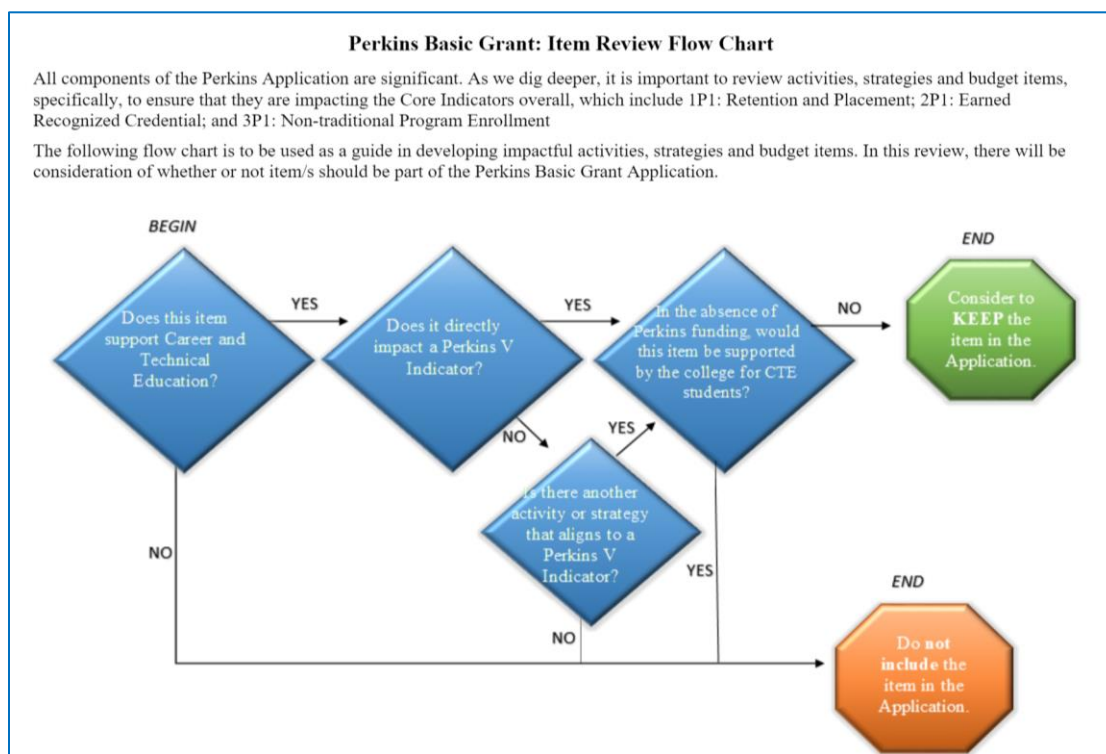 Perkins Basic Grant: Item Review Flow Chart
All components of the Perkins Application are significant. As we dig deeper, it is important to review activities, strategies and budget items,
specifically, to ensure that they are impacting the Core Indicators overall, which include 1P1: Retention and Placement; 2P1: Earned
Recognized Credential; and 3P1: Non-traditional Program Enrollment
The following flow chart is to be used as a guide in developing impactful activities, strategies and budget items. In this review, there will be
consideration of whether or not item/s should be part of the Perkins Basic Grant Application.
BEGIN
Does this item
support Career and
Technical
Education?
YES
Does it directly
impact a Perkins V
Indicator?
YES
In the absence of
Perkins funding, would
this item be supported
by the college for CTE
students?
NO
END
Consider to
KEEP the
item in the
Application.
NO
YES
Is there another
activity or strategy
that aligns to a
Perkins V
Indicator?
NO
YES
NO
END
Do not
include the
item in the
Application.